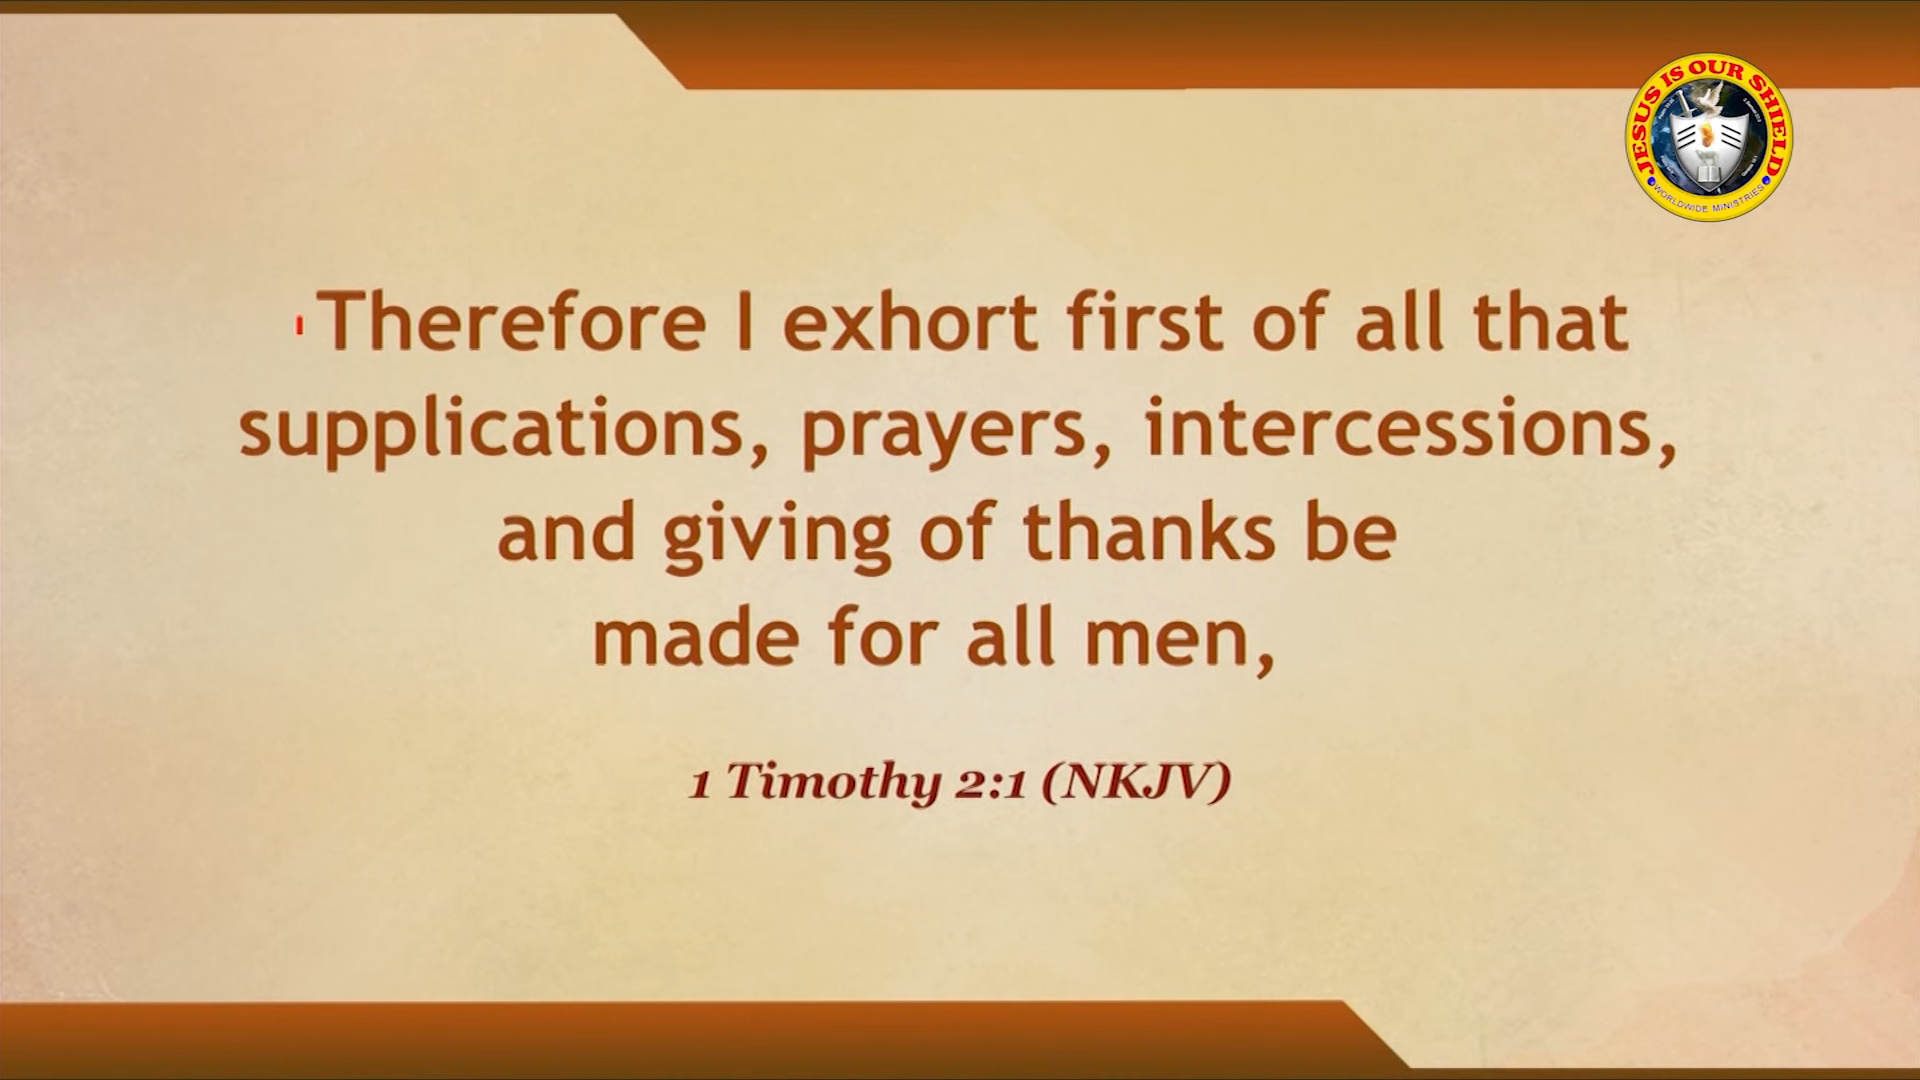 JESUS IS OUR SHIELD
WORLDWIDE MINISTRIES
Therefore I exhort first of all that
supplications, prayers, intercessions,
and giving of thanks be
made for all men,
1 Timothy 2:1 (NKJV)